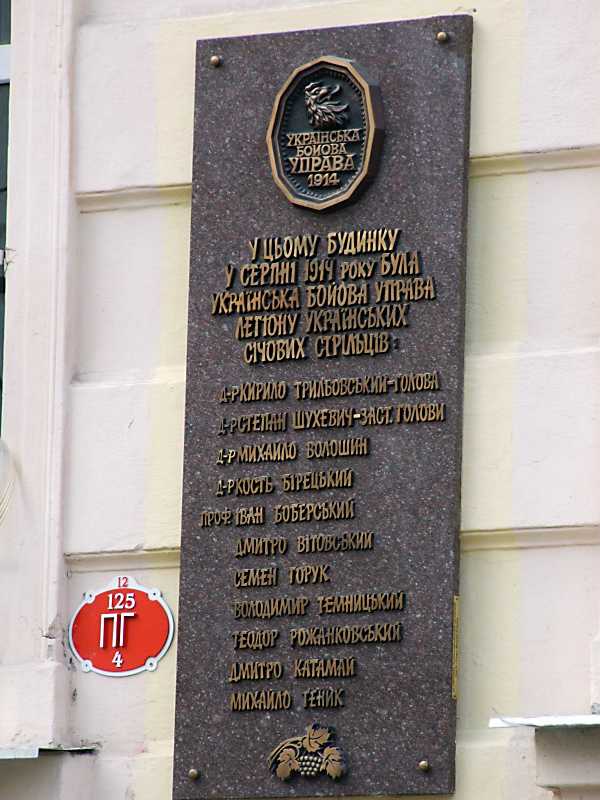 УКРАЇНСЬКА
БОЙОВА
УПРАВА
1914
У ЦЬОМУ БУДИНКУ
У СЕРПНІ 1914 РОКУ БУЛА
УКРАЇНСЬКА БОЙОВА УПРАВА
ЛЕГІОНУ УКРАЇНСЬКИХ
СІЧОВИХ СТРІЛЬЦІВ:
Д-Р КИРИЛО ТРИЛЬОВСЬКИЙ-ГОЛОВА
Д-Р СТЕПАН ШУХЕВИЧ-ЗАСТ. ГОЛОВИ
Д-Р МИХАЙЛО ВОЛОШИН
Д-Р КОСТЬ БІРЕЦЬКИЙ
ПРОФ. ІВАН БОБЕРСЬКИЙ
ДМИТРО ВІТОВСЬКИЙ
СЕМЕН ГОРУК
ВОЛОДИМИР ТЕМНИЦЬКИЙ
ТЕОДОР РОЖАНКОВСЬКИЙ
ДМИТРО КАТАМАЙ
МИХАЙЛО ГЕНИК
12
125
ПГ
4